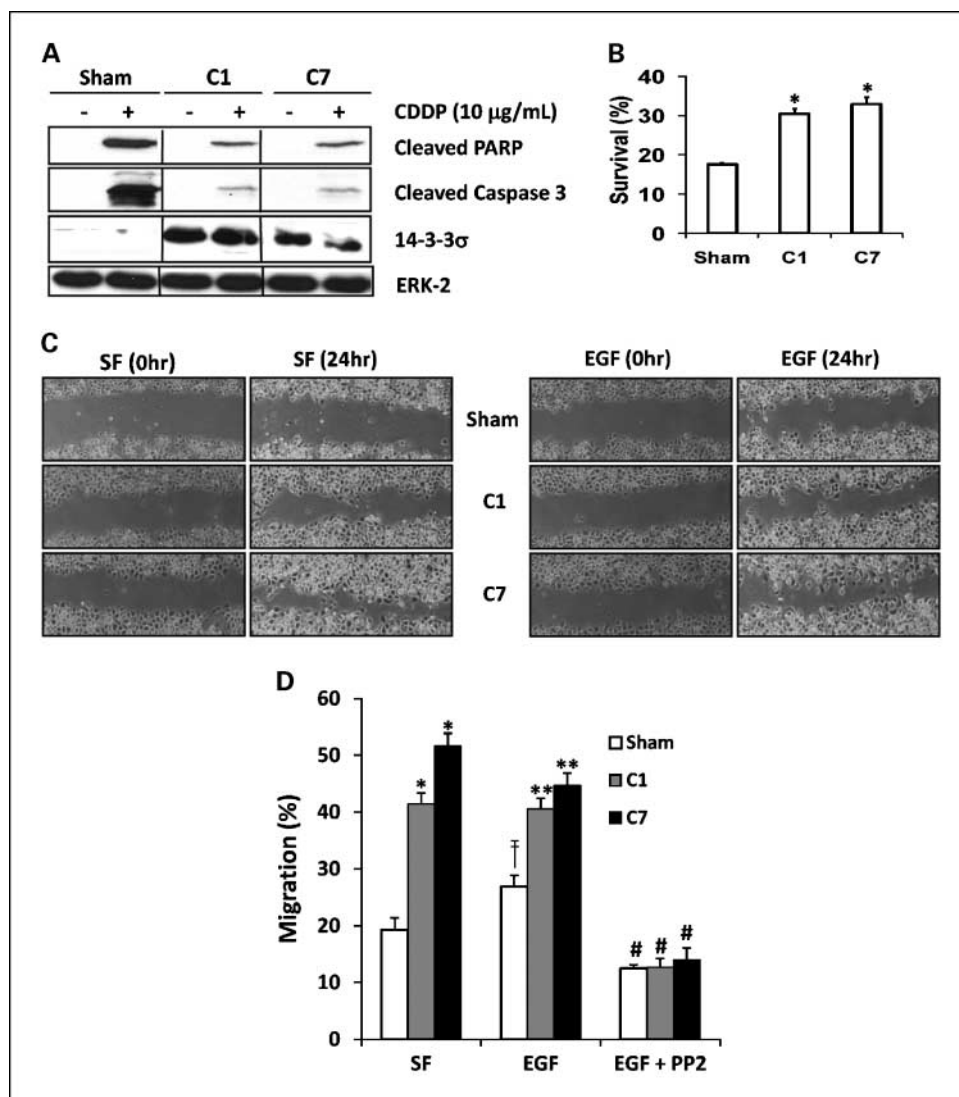 A
Sham C1 C7
- + - + - + CDDP (10 μg/mL)
Cleaved PARP
Cleaved Caspase 3
14-3-3σ
ERK-2
B
Survival (%)
40
30
20
10
0
* *
Sham C1 C7
C
SF (0hr) SF (24hr) EGF (0hr) EGF (24hr)
Sham
C1
C7
D
Migration (%)
60
50
40
30
20
10
0
* * ** ** # # #
Sham
C1
C7
SF EGF EGF + PP2